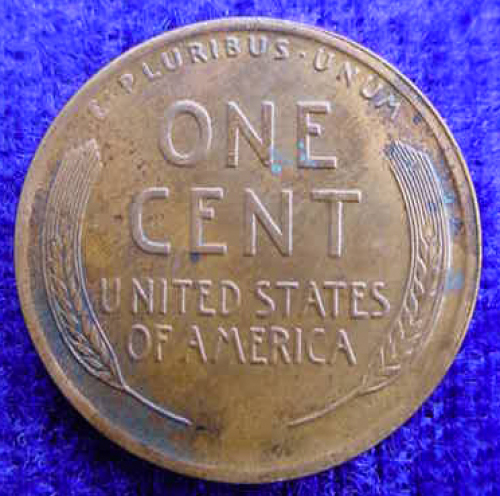 E·PLURIBUS·UNUM
ONE
CENT
UNITED STATES
OF AMERICA